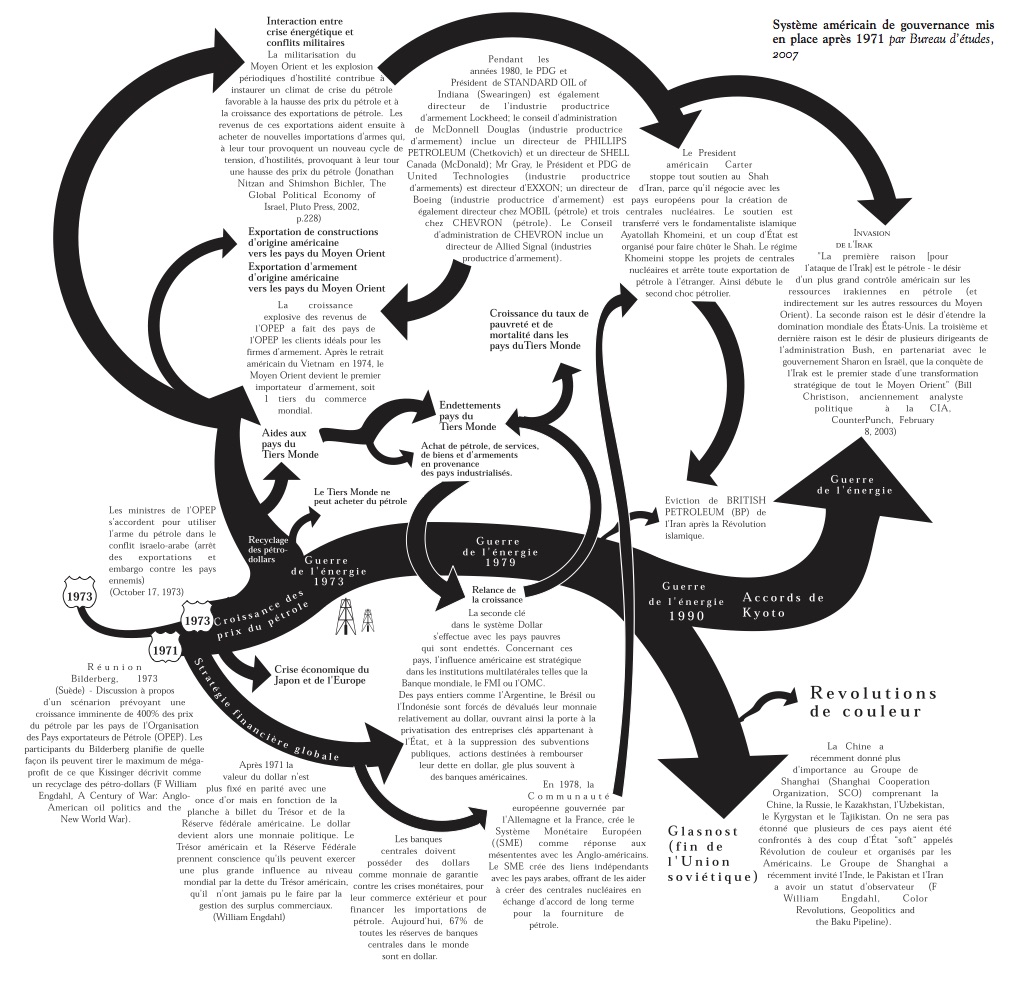 Système américain de gouvernance mis
en place après 1971 par Bureau d'études,
2007
Interaction entre
crise énergétique et
conflits militaires
La militarisation du
Moyen Orient et les explosion
périodiques d'hostilité contribue à
instaurer un climat de crise du pétrole
favorable à la hausse des prix du pétrole et à
la croissance des exportations de pétrole. Les
revenus de ces exportations aident ensuite à
acheter de nouvelles importations d'armes qui,
à leur tour provoquent un nouveau cycle de
tension, d'hostilités, provoquant à leur tour
une hausse des prix du pétrole (Jonathan
Nitzan and Shimshon Bichler, The
Global Political Economy of
Israel, Pluto Press, 2002,
p.228)
Pendant les
années 1980, le PDG et
Président de STANDARD OIL of
Indiana (Swearingen) est également
directeur de l'industrie productrice
d'armement Lockheed; le conseil d'administration
de McDonnell Douglas (industrie productrice
d'armement) inclue un directeur de PHILLIPS
PETROLEUM (Chetkovich) et un directeur de SHELL
Canada (McDonald); Mr Gray, le Président et PDG de
United Technologies (industrie productrice
d'armements) est directeur d'EXXON; un directeur de
Boeing (industrie productrice d'armement) est
également directeur chez MOBIL (pétrole) et trois
chez CHEVRON (pétrole). Le Conseil
d'administration de CHEVRON inclue un
directeur de Allied Signal (industries
productrice d'armement).
Le President
américain Carter
stoppe tout soutien au Shah
d'Iran, parce qu'il négocie avec les
pays européens pour la création de
centrales nucléaires. Le soutien est
transféré vers le fondamentaliste islamique
Ayatollah Khomeini, et un coup d'État est
organisé pour faire chûter le Shah. Le régime
Khomeini stoppe les projets de centrales
nucléaires et arrête toute exportation de
pétrole à l'étranger. Ainsi débute le
second choc pétrolier.
Invasion
de l'Irak
"La première raison [pour
l'ataque de l'Irak] est le pétrole - le désir
d'un plus grand contrôle américain sur les
ressources irakiennes en pétrole (et
indirectement sur les autres ressources du Moyen
Orient). La seconde raison est le désir d'étendre la
domination mondiale des États-Unis. La troisième et
dernière raison est le désir de plusieurs dirigeants de
l'administration Bush, en partenariat avec le
gouvernement Sharon en Israël, que la conquête de
l'Irak est le premier stade d'une transformation
stratégique de tout le Moyen Orient" (Bill
Christison, anciennement analyste
politique à la CIA,
CounterPunch, February
8, 2003)
Exportation de constructions
d'origine américaine
vers les pays du Moyen Orient
Exportation d'armement
d'origine américaine
vers les pays du Moyen Orient
La croissance
explosive des revenus de
l'OPEP a fait des pays de
l'OPEP les clients idéals pour les
firmes d'armement. Après le retrait
américain du Vietnam en 1974, le
Moyen Orient devient le premier
importateur d'armement, soit
1 tiers du commerce
mondial.
Croissance du taux de
pauvreté et de
mortalité dans les
pays duTiers Monde
Aides aux
pays du
Tiers Monde
Endettements
pays du
Tiers Monde
Achat de pétrole, de services,
de biens et d'armements
en provenance
des pays industrialisés.
Le Tiers Monde ne
peut acheter du pétrole
Les ministres de l'OPEP
s'accordent pour utiliser
l'arme du pétrole dans le
conflit israelo-arabe (arrêt
des exportations et
embargo contre les pays
ennemis)
(October 17, 1973)
Recyclage
des pétro-
dollars
Guerre
de l'énergie
1973
Guerre
de l'énergie
1979
Guerre
de l'énergie
1990
Accords de
Kyoto
Guerre
de l'énergie
Eviction de BRITISH
PETROLEUM (BP) de
l'Iran après la Révolution
islamique.
1973
1973
1971
Croissance des
prix du pétrole
Stratégie financière globale
Crise économique du
Japon et de l'Europe
Relance de
la croissance
La seconde clé
dans le système Dollar
s'effectue avec les pays pauvres
qui sont endettés. Concernant ces
pays, l'influence américaine est stratégique
dans les institutions multilatérales telles que la
Banque mondiale, le FMI ou l'OMC.
Des pays entiers comme l'Argentine, le Brésil ou
l'Indonésie sont forcés de dévalués leur monnaie
relativement au dollar, ouvrant ainsi la porte à la
privatisation des entreprises clés appartenant à
l'État, et à la suppression des subventions
publiques, actions destinées à rembourser
leur dette en dollar, gle plus souvent à
des banques américaines.
Réunion
Bilderberg, 1973
(Suède) - Discussion à propos
d'un scénarion prévoyant une
croissance imminente de 400% des prix
du pétrole par les pays de l'Organisation
des Pays exportateurs de Pétrole (OPEP). Les
participants du Bilderberg planifie de quelle
façon ils peuvent tirer le maximum de méga-
profit de ce que Kissinger décrivit comme
un recyclage des pétro-dollars (F William
Engdahl, A Century of War: Anglo-
American oil politics and the
New World War).
Après 1971 la
valeur du dollar n'est
plus fixé en parité avec une
once d'or mais en fonction de la
planche à billet du Trésor et de la
Réserve fédérale américaine. Le dollar
devient alors une monnaie politique. Le
Trésor américain et la Réserve Fédérale
prennent conscience qu'ils peuvent exercer
une plus grande influence au niveau
mondial par la dette du Trésor américain,
qu'il n'ont jamais pu le faire par la
gestion des surplus commerciaux.
(William Engdahl)
Les banques
centrales doivent
posséder des dollars
comme monnaie de garantie
contre les crises monétaires, pour
leur commerce extérieur et pour
financer les importations de
pétrole. Aujourd'hui, 67% de
toutes les réserves de banques
centrales dans le monde
sont en dollar.
En 1978, la
Communauté
européenne gouvernée par
l'Allemagne et la France, crée le
Système Monétaire Européen
((SME) comme réponse aux
mésententes avec les Anglo-américains.
Le SME crée des liens indépendants
avec les pays arabes, offrant de les aider
à créer des centrales nucléaires en
échange d'accord de long terme
pour la fourniture de
pétrole.
Revolutions
de couleur
Glasnost
(fin de
l'Union
soviétique)
La Chine a
récemment donné plus
d'importance au Groupe de
Shanghai (Shanghai Cooperation
Organization, SCO) comprenant la
Chine, la Russie, le Kazakhstan, l'Uzbekistan,
le Kyrgystan et le Tajikistan. On ne sera pas
étonné que plusieurs de ces pays aient été
confrontés à des coup d'État "soft" appelés
Révolution de couleur et organisés par les
Américains. Le Groupe de Shanghai a
récemment invité l'Inde, le Pakistan et l'Iran
a avoir un statut d'observateur (F
William Engdahl, Color
Revolutions, Geopolitics and
the Baku Pipeline).